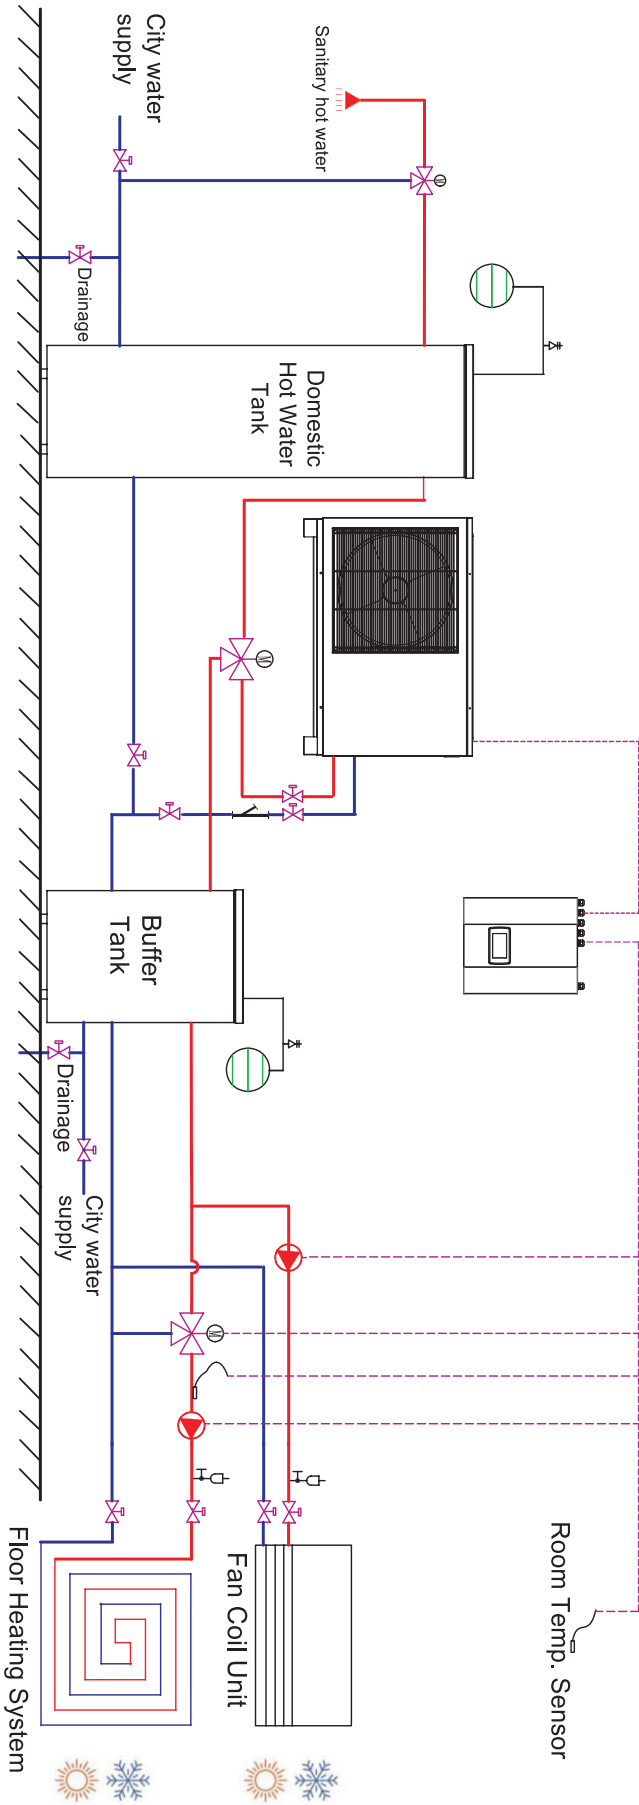 City water
supply
Sanitary hot water
Drainage
Domestic
Hot Water
Tank
Buffer
Tank
Drainage
City water
supply
Room Temp. Sensor
Fan Coil Unit
Floor Heating System